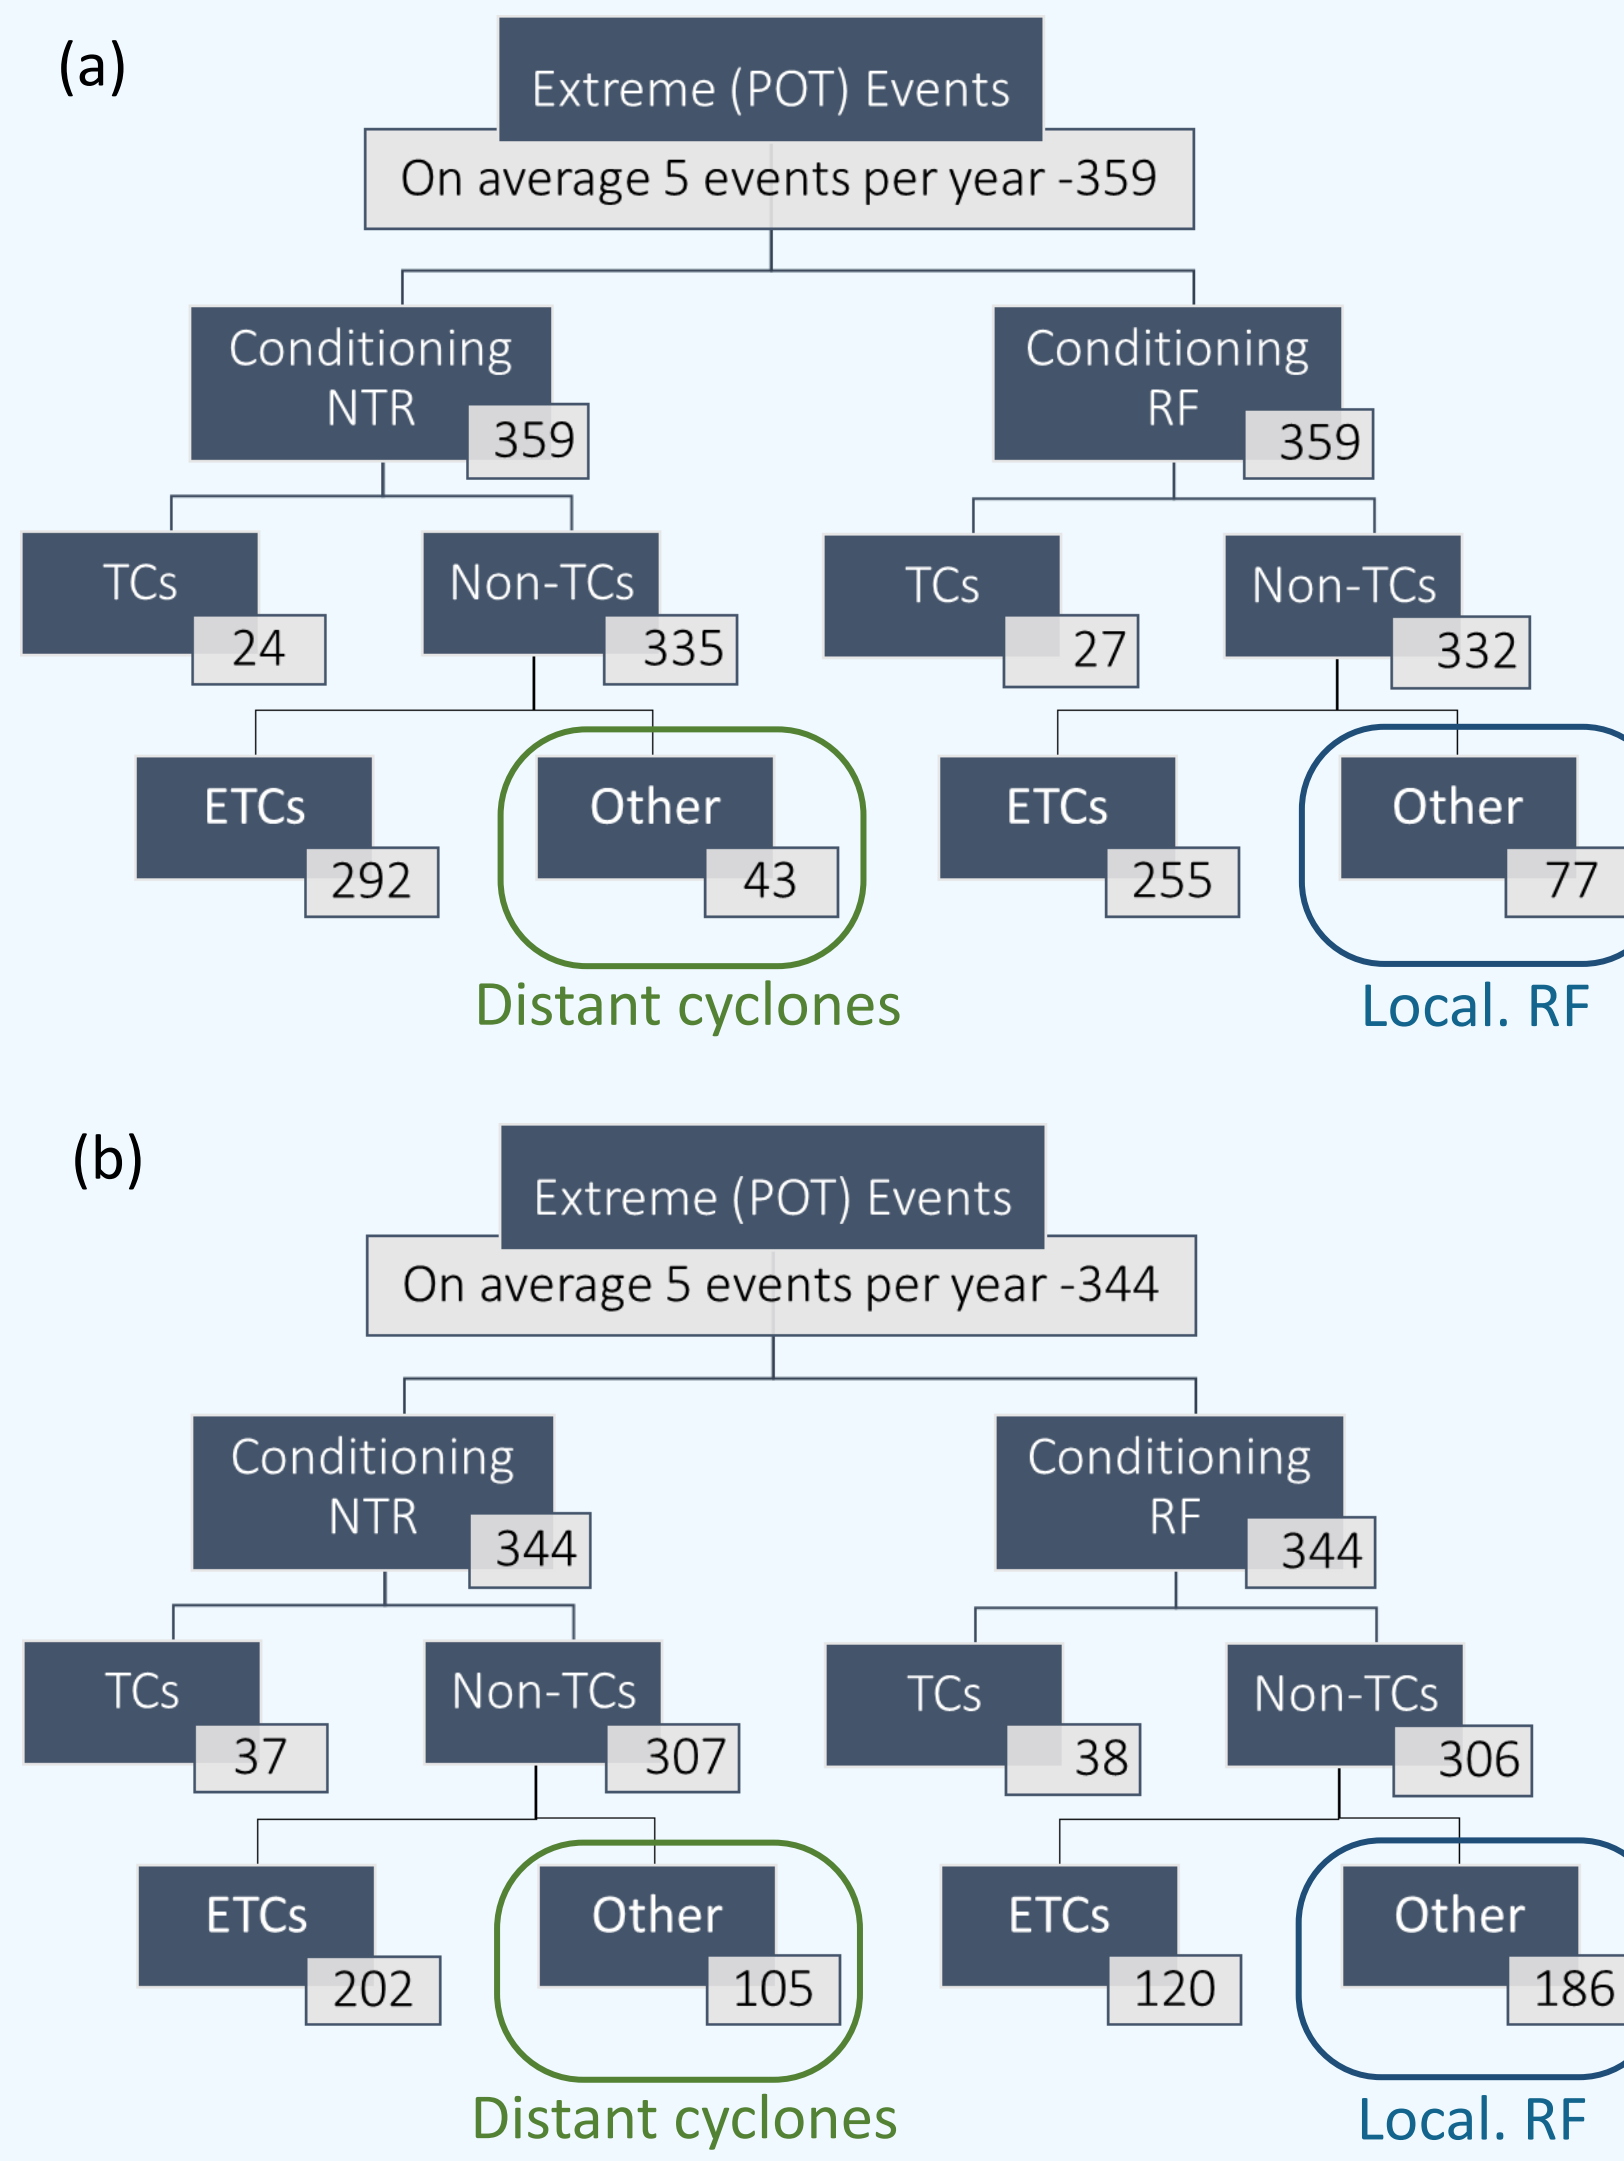 (a)
Extreme (POT) Events
On average 5 events per year -359
Conditioning
NTR
359
Conditioning
RF
359
TCs
24
Non-TCs
335
TCs
27
Non-TCs
332
ETCs
292
Other
43
ETCs
255
Other
77
Distant cyclones
Local. RF
(b)
Extreme (POT) Events
On average 5 events per year -344
Conditioning
NTR
344
Conditioning
RF
344
TCs
37
Non-TCs
307
TCs
38
Non-TCs
306
ETCs
202
Other
105
ETCs
120
Other
186
Distant cyclones
Local. RF